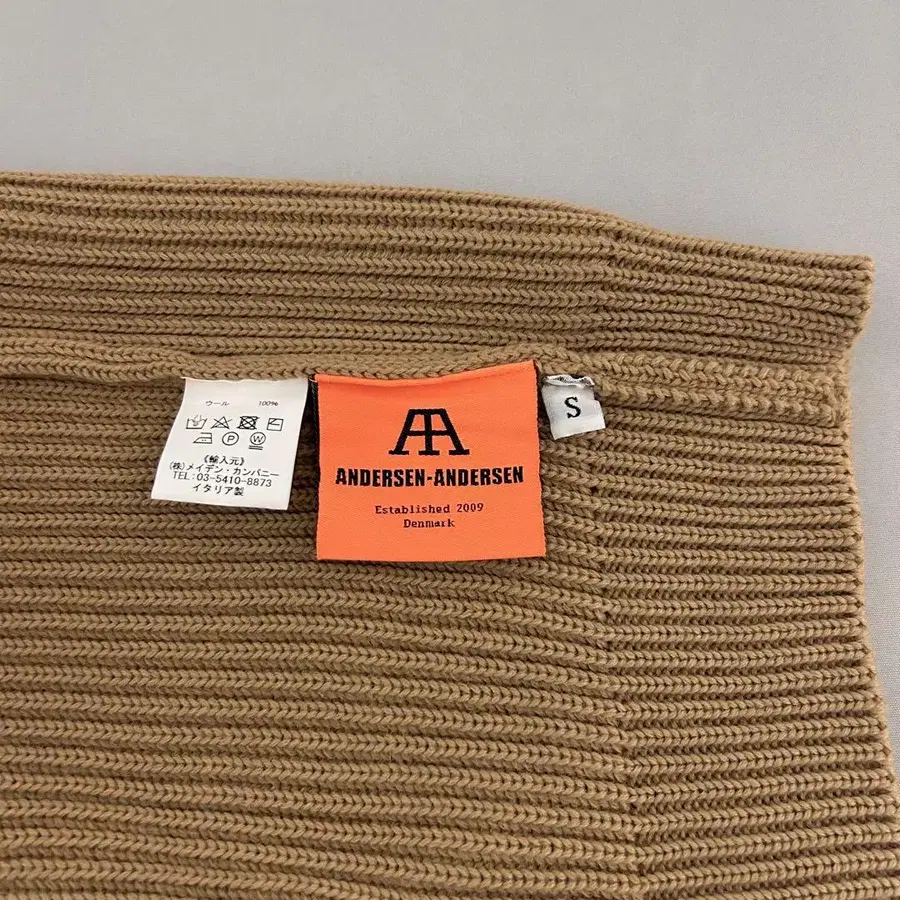 ウール 100%
P W
《輸入元》
(株)メイデン・カンパニー
TEL:03-5410-8873
イタリア製
ANDERSEN-ANDERSEN
Established 2009
Denmark
S